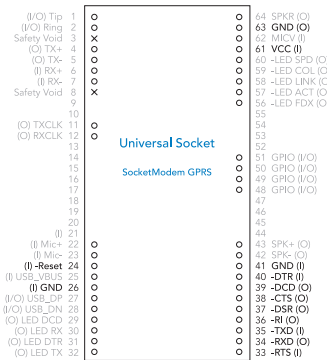 (I/O) Tip 1 64 SPKR (O)
(I/O) Ring 2 63 GND (O)
Safety Void 3 62 MICV (I)
(O) TX+ 4 61 VCC (I)
(O) TX- 5 60 -LED SPD (O
(I) RX+ 6 59 -LED COL (O
(I) RX- 7 58 -LED LINK (O
Safety Void 8 57 -LED ACT (O
9 56 -LED FDX (O
10 55
(O) TXCLK 11 54
(O) RXCLK 12 53
13 52
Universal Socket
14 51 GPIO (I/O)
15 50 GPIO (I/O)
SocketModem GPRS
16 49 GPIO (I/O)
17 48 GPIO (I/O)
18 47
19 46
20 45
(I) 21 44
(I) Mic+ 22 43 SPK+ (O)
(I) Mic- 23 42 SPK- (O)
(I) -Reset 24 41 GND (I)
(I) USB_VBUS 25 40 -DTR (I)
(I) GND 26 39 -DCD (O)
(I/O) USB_DP 27 38 -CTS (O)
(I/O) USB_DN 28 37 -DSR (O)
(O) LED DCD 29 36 -RI (O)
(O) LED RX 30 35 -TXD (I)
(O) LED DTR 31 34 -RXD (O)
(O) LED TX 32 33 -RTS (I)